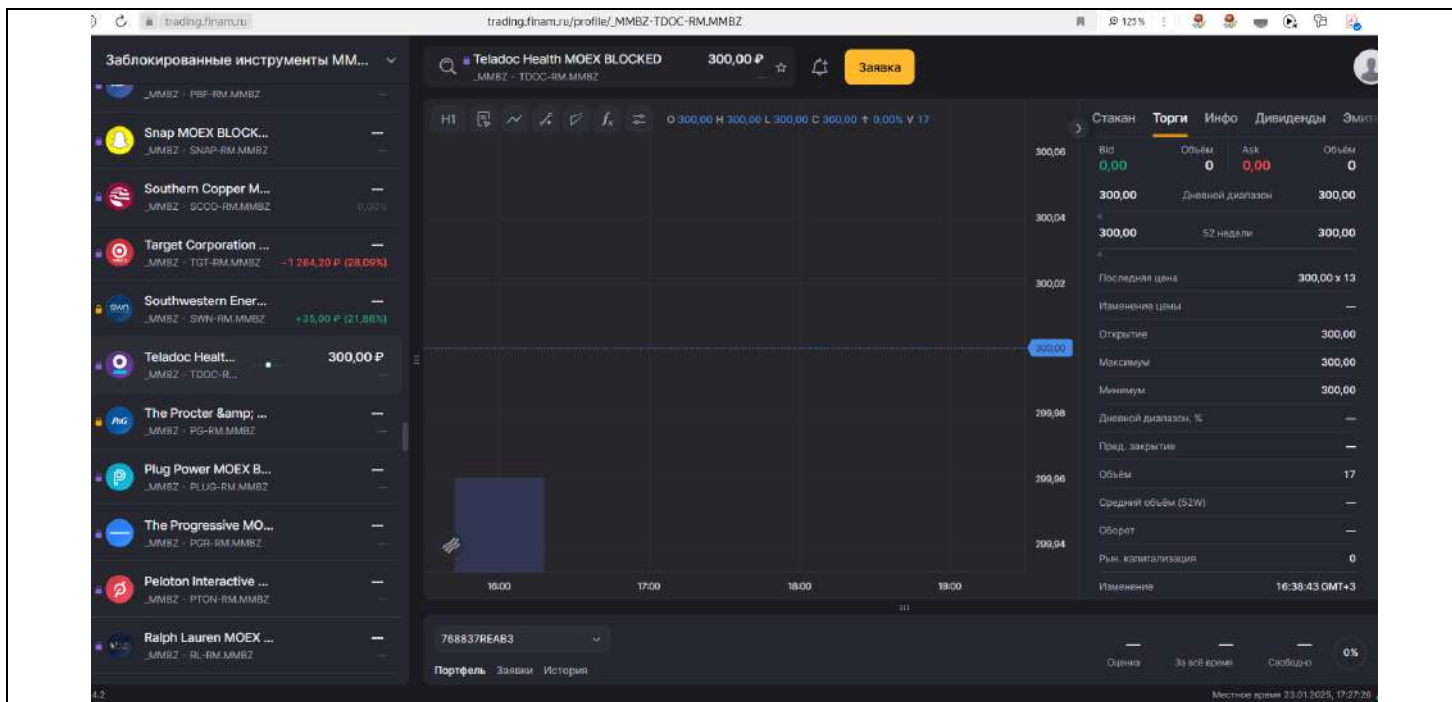 trading.finam.ru
trading.finam.ru/profile/_MMBZ-TDOC-RM.MMBZ
125 %
Заблокированные инструменты MM...
_MMBZ · PBF-RM.MMBZ
Snap MOEX BLOCK...
—
_MMBZ · SNAP-RM.MMBZ
Southern Copper M...
—
_MMBZ · SCCO-RM.MMBZ
0,00%
Target Corporation ...
—
_MMBZ · TGT-RM.MMBZ
-1 284,20 ₽ (28,09%)
Southwestern Ener...
—
_MMBZ · SWN-RM.MMBZ
+35,00 ₽ (21,88%)
Teladoc Healt...
300,00 ₽
_MMBZ · TDOC-R...
The Procter &amp; ...
—
_MMBZ · PG-RM.MMBZ
Plug Power MOEX B...
—
_MMBZ · PLUG-RM.MMBZ
The Progressive MO...
—
_MMBZ · PGR-RM.MMBZ
Peloton Interactive ...
—
_MMBZ · PTON-RM.MMBZ
Ralph Lauren MOEX ...
—
_MMBZ · RL-RM.MMBZ
4.2
Teladoc Health MOEX BLOCKED
300,00 ₽
_MMBZ · TDOC-RM.MMBZ
Заявка
H1
O 300,00 H 300,00 L 300,00 C 300,00 ↑ 0,00% V 17
300,06
300,04
300,02
300,00
299,98
299,96
299,94
16:00 17:00 18:00 19:00
768837REAB3
Портфель Заявки История
Стакан Торги Инфо Дивиденды Эмит
Bid Объём Ask Объём
0,00 0 0,00 0
300,00 Дневной диапазон 300,00
300,00 52 недели 300,00
Последняя цена 300,00 x 13
Изменение цены —
Открытие 300,00
Максимум 300,00
Минимум 300,00
Дневной диапазон, % —
Пред. закрытие —
Объём 17
Средний объём (52W) —
Оборот —
Рын. капитализация 0
Изменение 16:38:43 GMT+3
— — —
Оценка За всё время Свободно
0%
Местное время 23.01.2025, 17:27:26